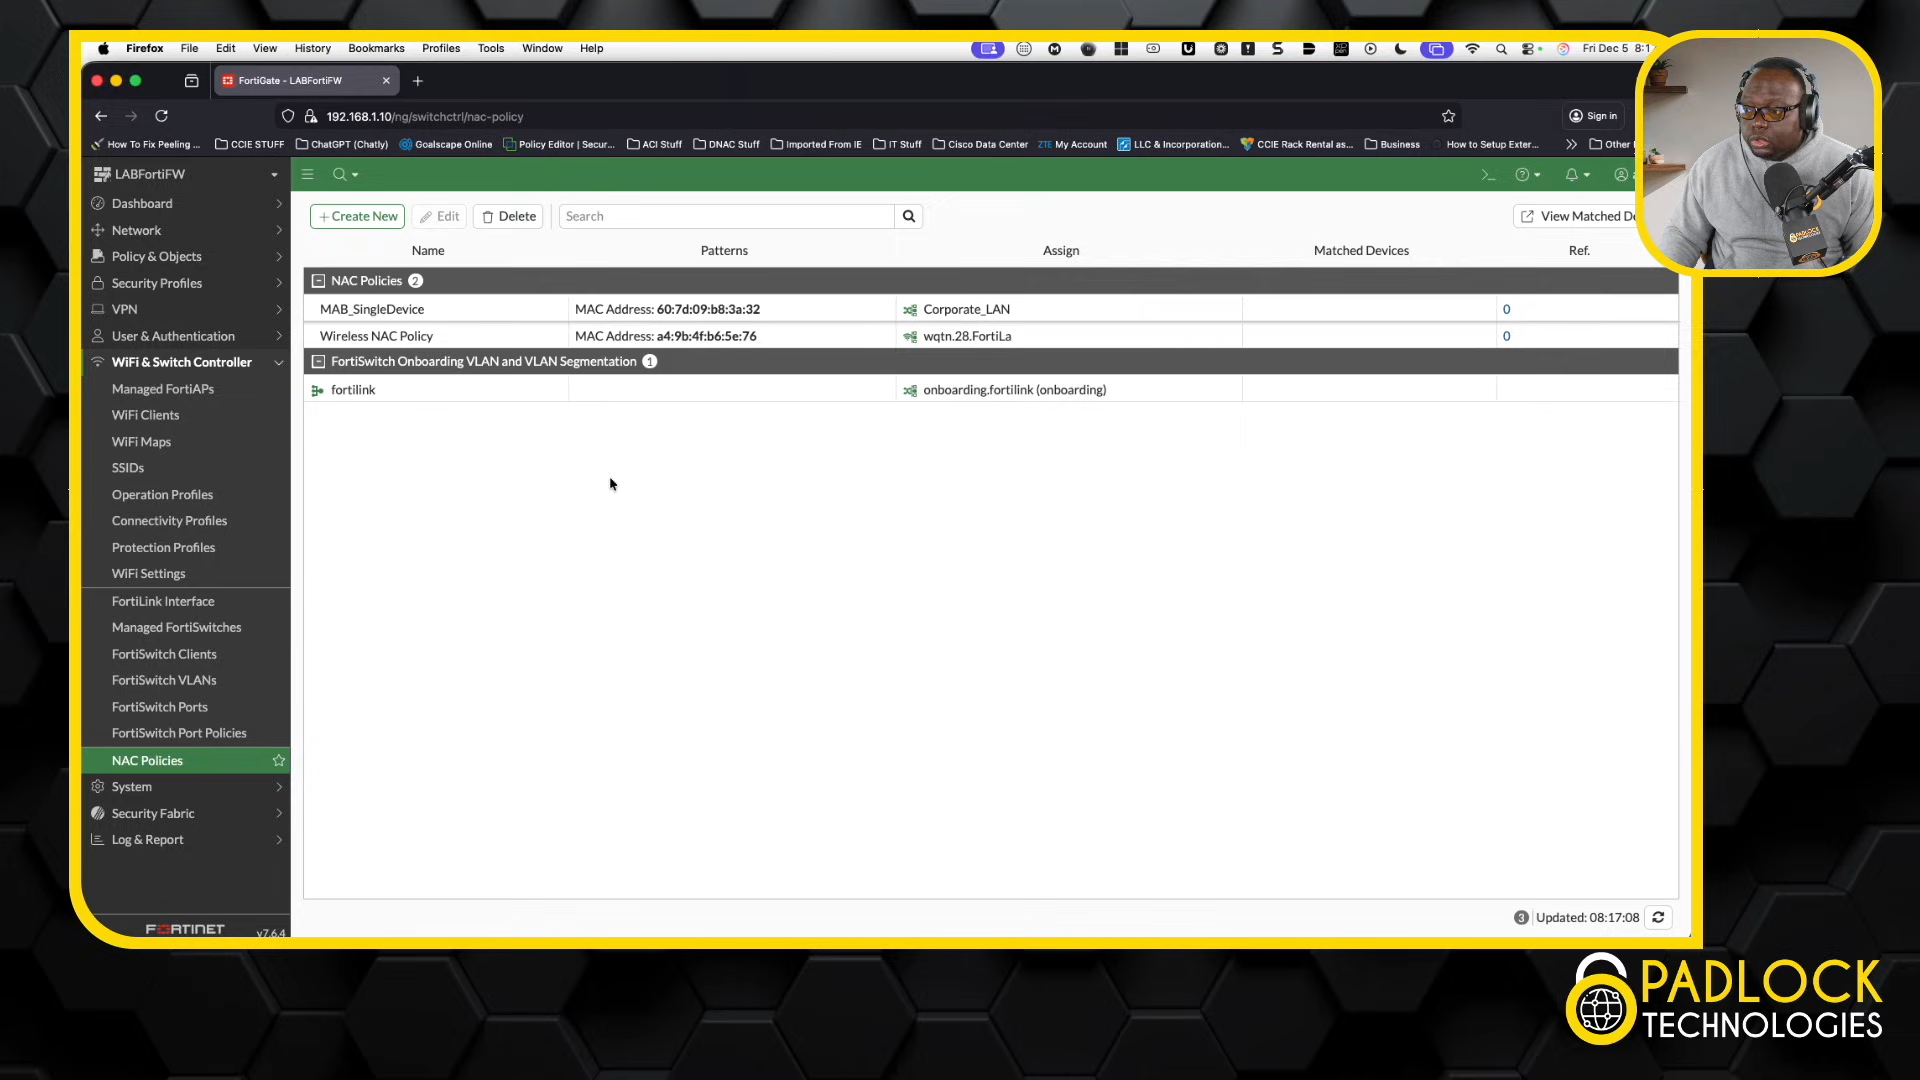 Firefox File Edit View History Bookmarks Profiles Tools Window Help
Fri Dec 5 8:1
FortiGate - LABFortiFW
192.168.1.10/ng/switchctrl/nac-policy
Sign in
How To Fix Peeling ... CCIE STUFF ChatGPT (Chatly) Goalscape Online Policy Editor | Secur... ACI Stuff DNAC Stuff Imported From IE IT Stuff Cisco Data Center ZTE My Account LLC & Incorporation... CCIE Rack Rental as... Business How to Setup Exter... Other
LABFortiFW
Dashboard
Network
Policy & Objects
Security Profiles
VPN
User & Authentication
WiFi & Switch Controller
Managed FortiAPs
WiFi Clients
WiFi Maps
SSIDs
Operation Profiles
Connectivity Profiles
Protection Profiles
WiFi Settings
FortiLink Interface
Managed FortiSwitches
FortiSwitch Clients
FortiSwitch VLANs
FortiSwitch Ports
FortiSwitch Port Policies
NAC Policies
System
Security Fabric
Log & Report
FORTINET v7.6.4
+ Create New Edit Delete Search View Matched De
Name Patterns Assign Matched Devices Ref.
NAC Policies 2
MAB_SingleDevice MAC Address: 60:7d:09:b8:3a:32 Corporate_LAN 0
Wireless NAC Policy MAC Address: a4:9b:4f:b6:5e:76 wqtn.28.FortiLa 0
FortiSwitch Onboarding VLAN and VLAN Segmentation 1
fortilink onboarding.fortilink (onboarding)
3 Updated: 08:17:08
PADLOCK
TECHNOLOGIES